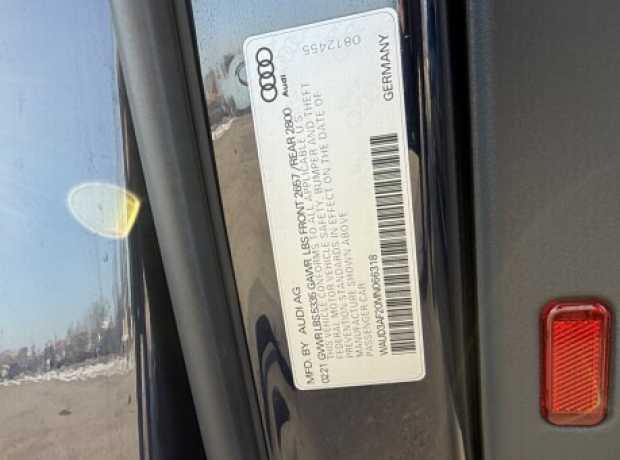 Audi
0812455
MFD. BY AUDI AG
GERMANY
02/21 GVWR LBS 5335 GAWR LBS FRONT 2657 / REAR 2800
THIS VEHICLE CONFORMS TO ALL APPLICABLE U.S.
FEDERAL MOTOR VEHICLE SAFETY, BUMPER AND THEFT
PREVENTION STANDARDS IN EFFECT ON THE DATE OF
MANUFACTURE SHOWN ABOVE
PASSENGER CAR
WAUD3AF20MN066318